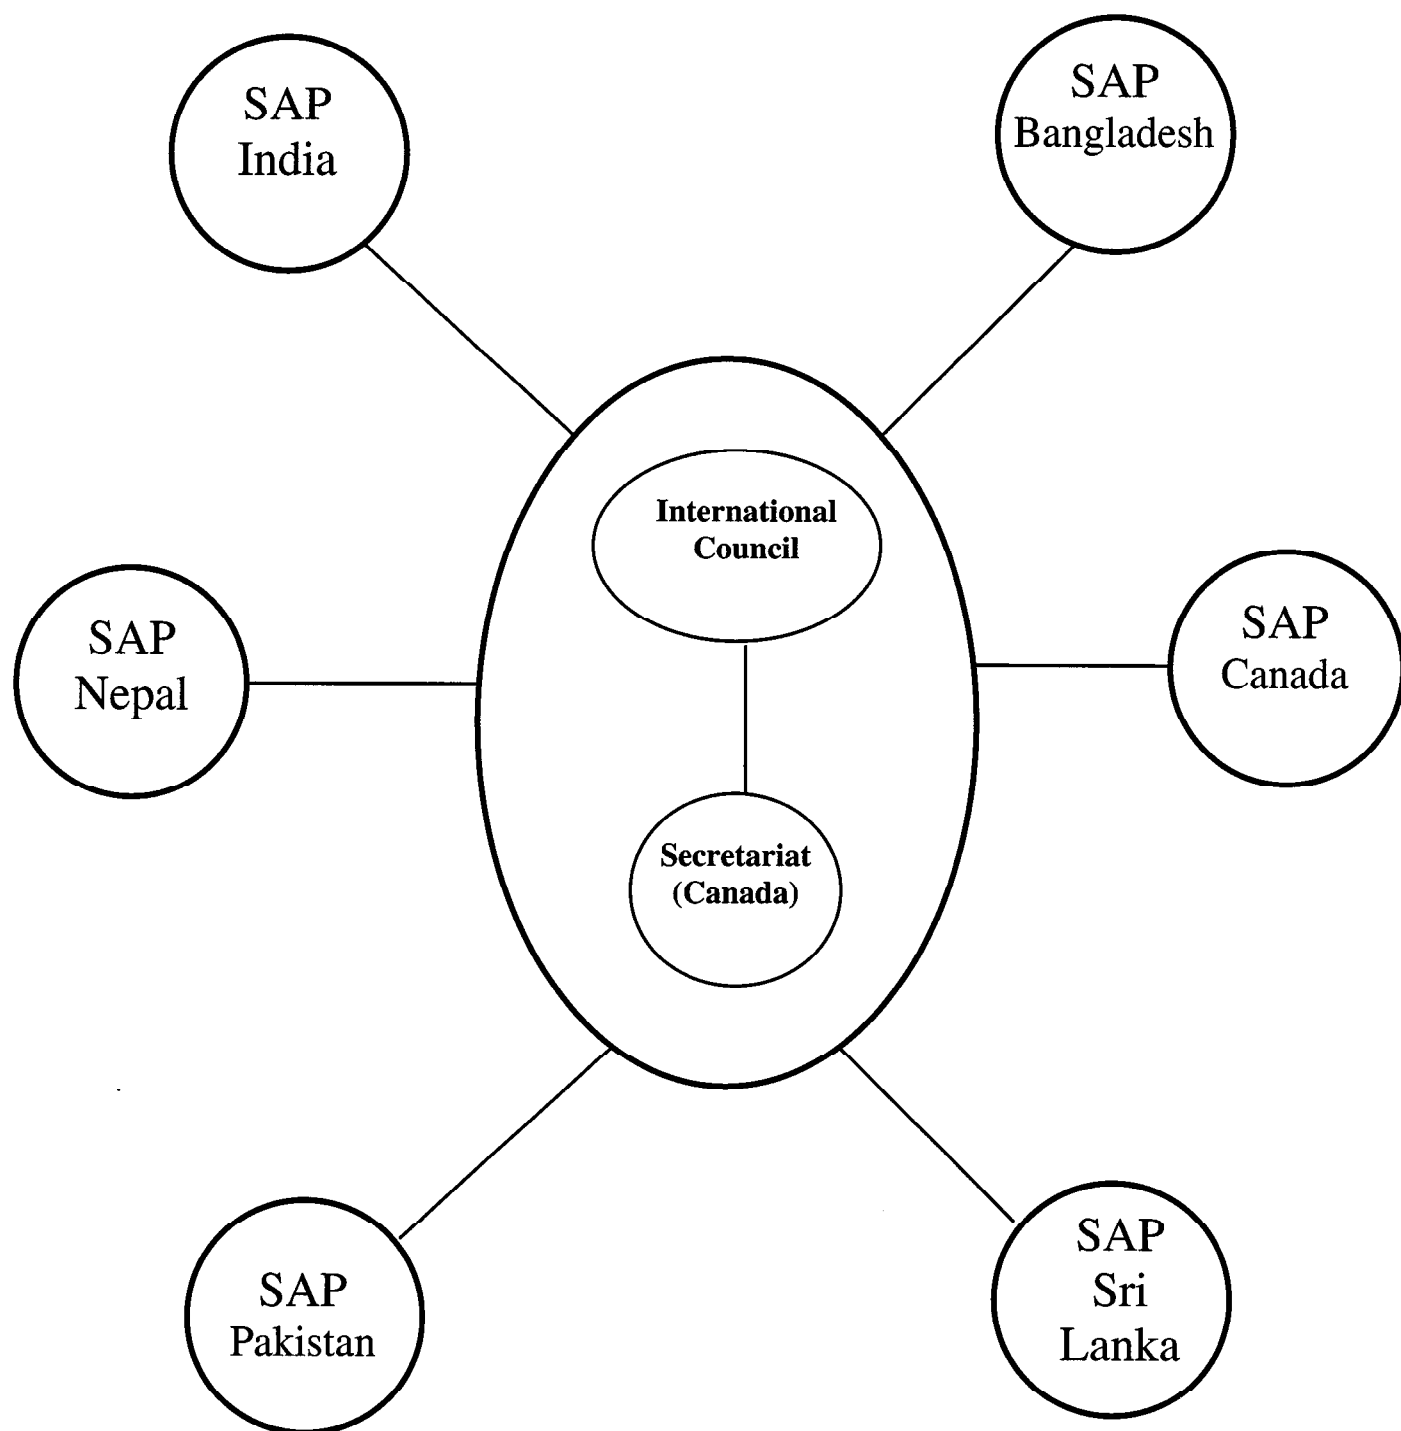 SAP
India
SAP
Bangladesh
International
Council
SAP
Nepal
SAP
Canada
Secretariat
(Canada)
SAP
Pakistan
SAP
Sri
Lanka